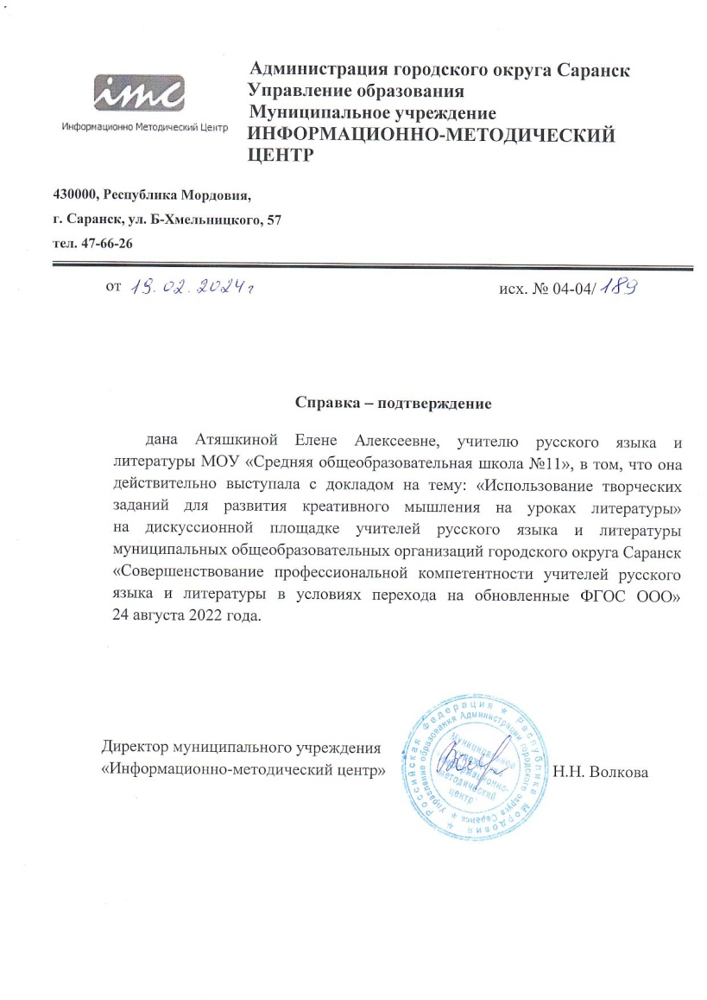 imc
Информационно Методический Центр
Администрация городского округа Саранск
Управление образования
Муниципальное учреждение
ИНФОРМАЦИОННО-МЕТОДИЧЕСКИЙ
ЦЕНТР
430000, Республика Мордовия,
г. Саранск, ул. Б-Хмельницкого, 57
тел. 47-66-26
от 19.02.2024г
исх. № 04-04/189
Справка – подтверждение
дана Атяшкиной Елене Алексеевне, учителю русского языка и
литературы МОУ «Средняя общеобразовательная школа №11», в том, что она
действительно выступала с докладом на тему: «Использование творческих
заданий для развития креативного мышления на уроках литературы»
на дискуссионной площадке учителей русского языка и литературы
муниципальных общеобразовательных организаций городского округа Саранск
«Совершенствование профессиональной компетентности учителей русского
языка и литературы в условиях перехода на обновленные ФГОС ООО»
24 августа 2022 года.
Директор муниципального учреждения
«Информационно-методический центр»
Российская Федерация * Республика Мордовия *
Управление образования Администрации городского округа Саранск *
Муниципальное
методический
центр
Н.Н. Волкова